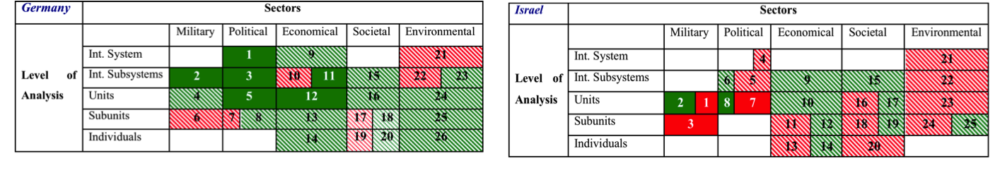 Germany Sectors
Military Political Economical Societal Environmental
Level of Analysis
Int. System 1 9 21
Int. Subsystems 2 3 10 11 15 22 23
Units 4 5 12 16 24
Subunits 6 7 8 13 17 18 25
Individuals 14 19 20 26
Israel Sectors
Military Political Economical Societal Environmental
Level of Analysis
Int. System 4 21
Int. Subsystems 6 5 9 15 22
Units 2 1 8 7 10 16 17 23
Subunits 3 11 12 18 19 24 25
Individuals 13 14 20